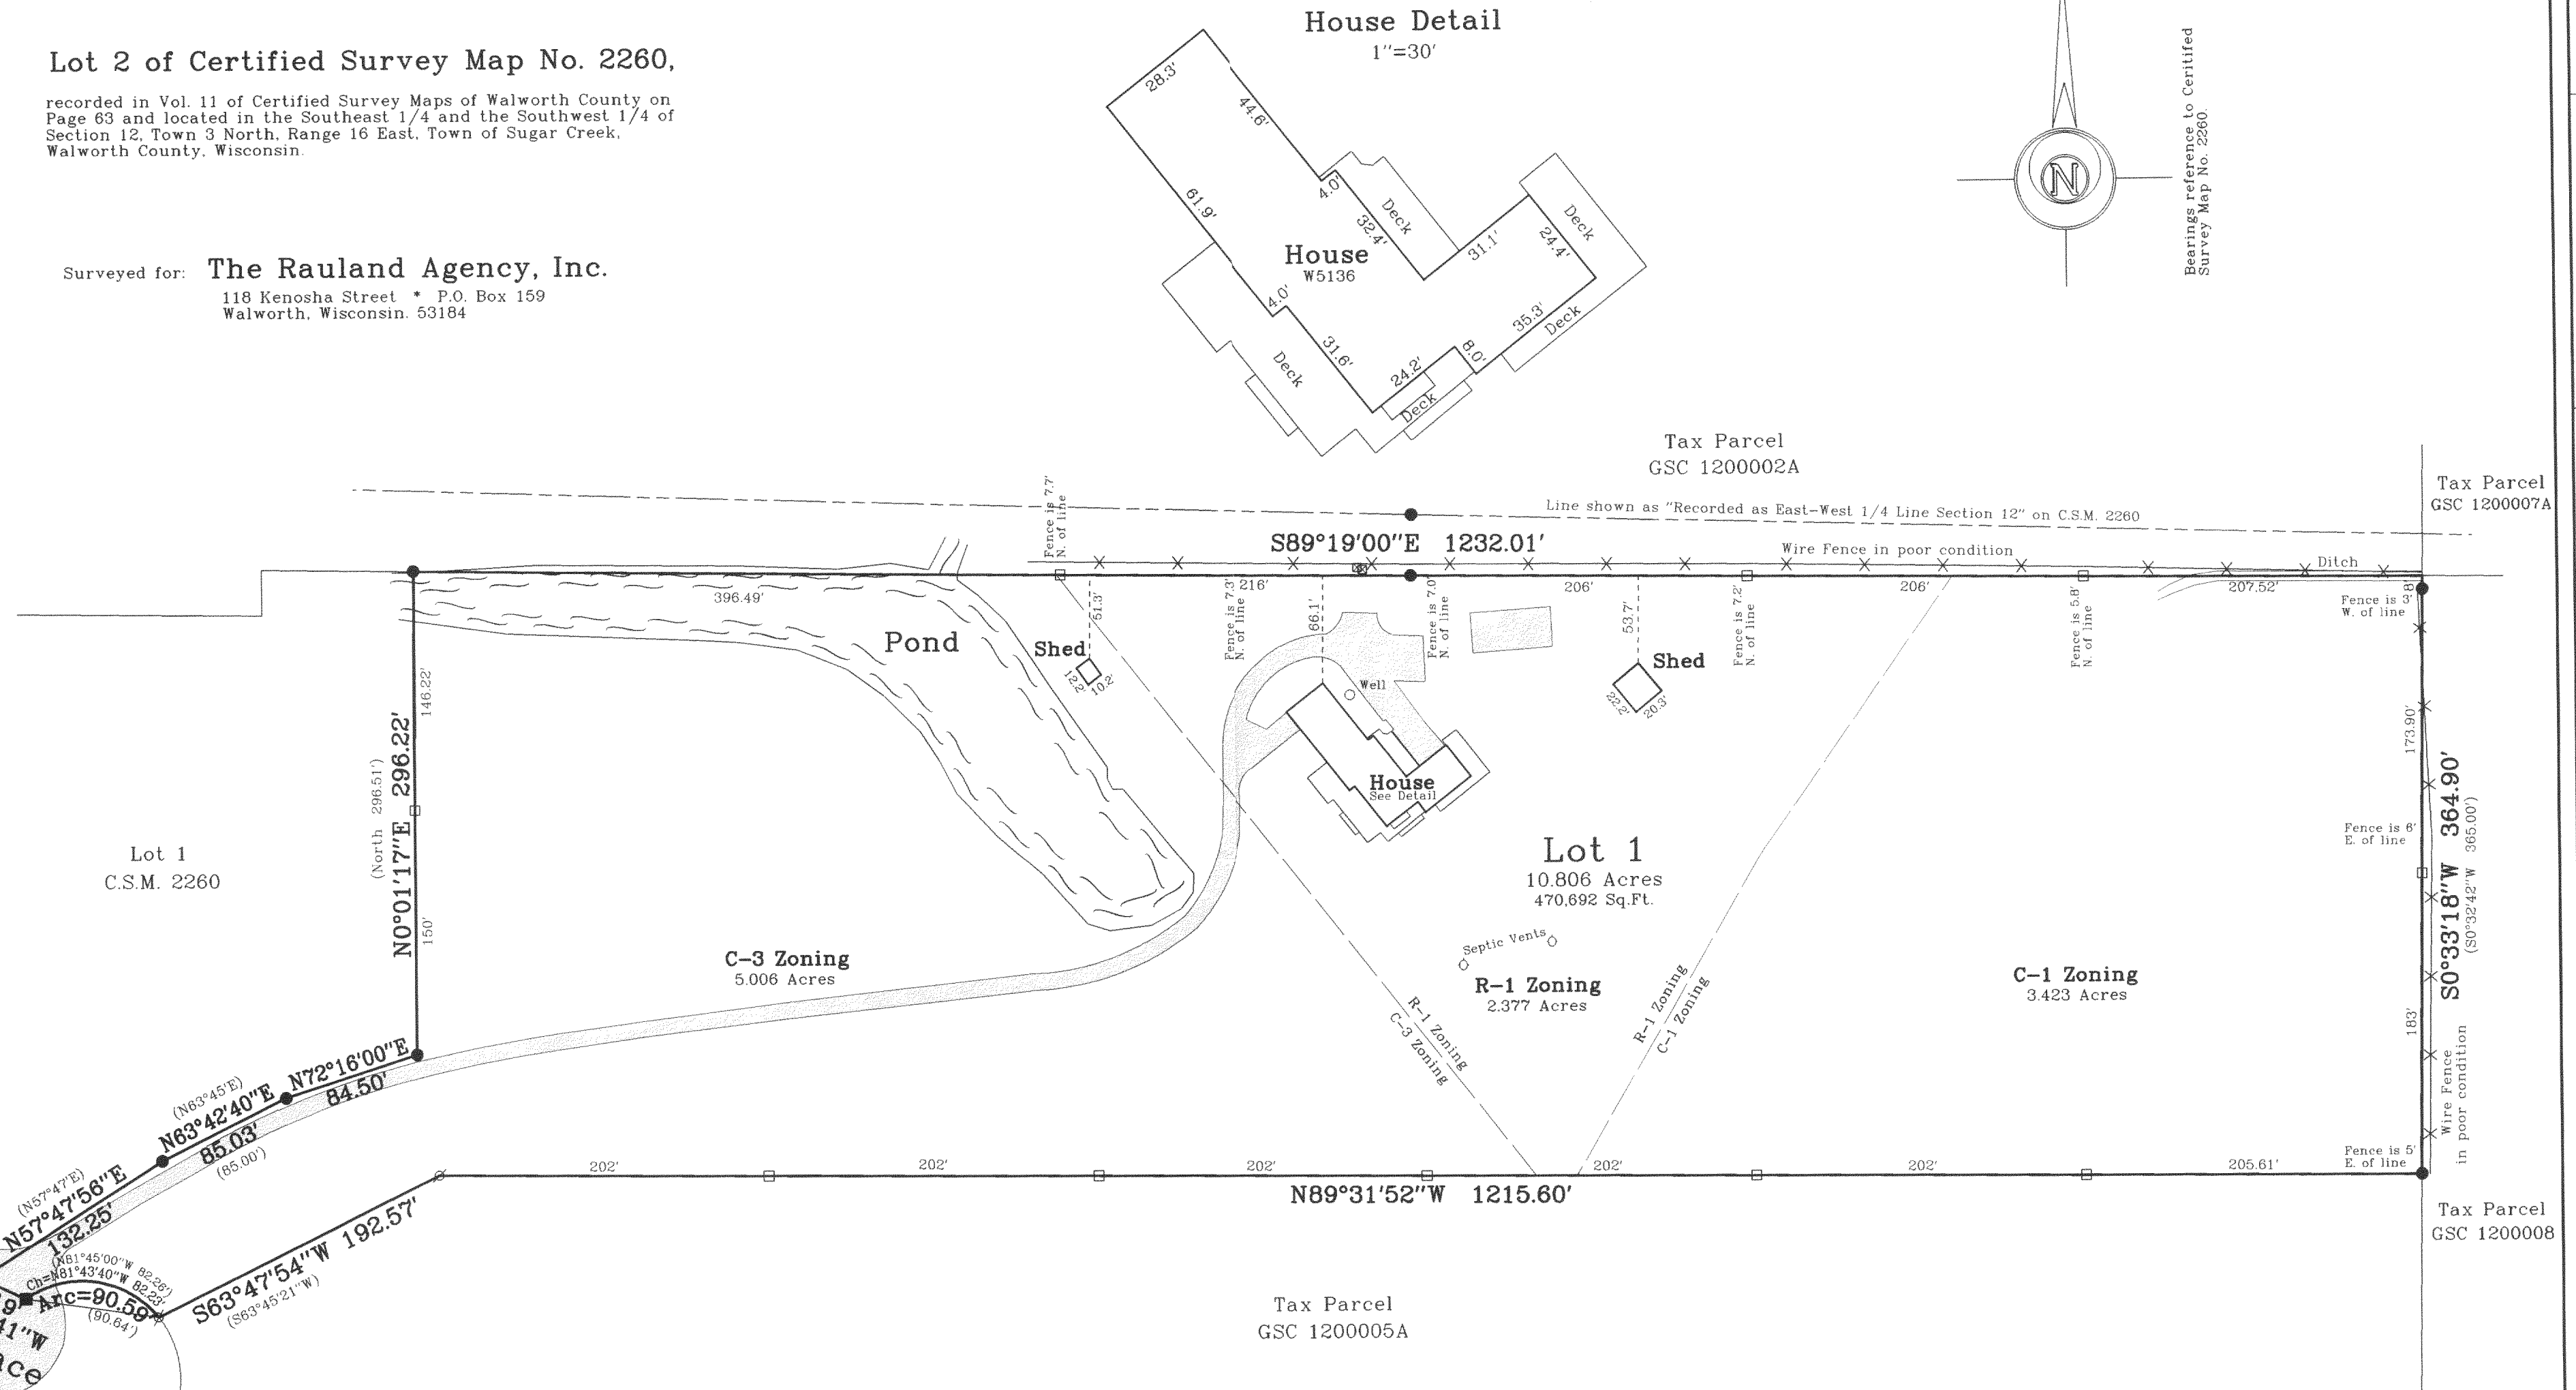 House Detail
1"=30'
Lot 2 of Certified Survey Map No. 2260,
recorded in Vol. 11 of Certified Survey Maps of Walworth County on
Page 63 and located in the Southeast 1/4 and the Southwest 1/4 of
Section 12, Town 3 North, Range 16 East, Town of Sugar Creek,
Walworth County, Wisconsin.
Surveyed for: The Rauland Agency, Inc.
118 Kenosha Street * P.O. Box 159
Walworth, Wisconsin. 53184
28.3'
44.6'
61.9'
4.0'
32.4'
Deck
31.1'
24.4'
Deck
House
W5136
4.0'
31.6'
Deck
24.2'
8.0'
35.3'
Deck
Deck
N
Bearings reference to Ceritifed
Survey Map No. 2260.
Tax Parcel
GSC 1200002A
Tax Parcel
GSC 1200007A
Line shown as "Recorded as East-West 1/4 Line Section 12" on C.S.M. 2260
Fence is 7.7'
N. of line
S89°19'00"E 1232.01'
Wire Fence in poor condition
Ditch
396.49'
216'
206'
206'
207.52'
8'
51.3'
Fence is 7.3'
N. of line
66.1'
Fence is 7.0'
N. of line
53.7'
Fence is 7.2'
N. of line
Fence is 5.8'
N. of line
Fence is 3'
W. of line
Pond
Shed
12.2'
10.2'
Well
Shed
22.2'
20.3'
House
See Detail
146.22'
N0°01'17"E 296.22'
(North 296.51')
150'
Lot 1
C.S.M. 2260
Lot 1
10.806 Acres
470,692 Sq.Ft.
173.90'
Fence is 6'
E. of line
S0°33'18"W 364.90'
(S0°32'42"W 365.00')
183'
Wire Fence
in poor condition
Fence is 5'
E. of line
C-3 Zoning
5.006 Acres
Septic Vents
R-1 Zoning
2.377 Acres
R-1 Zoning
C-3 Zoning
R-1 Zoning
C-1 Zoning
C-1 Zoning
3.423 Acres
N72°16'00"E
84.50'
(N63°45'E)
N63°42'40"E
85.03'
(85.00')
(N57°47'E)
N57°47'56"E
132.25'
(N81°45'00"W 82.26')
Ch=N81°43'40"W 82.23'
Arc=90.59'
(90.64')
S63°47'54"W 192.57'
(S63°45'21"W)
202'
202'
202'
202'
202'
205.61'
N89°31'52"W 1215.60'
Tax Parcel
GSC 1200005A
Tax Parcel
GSC 1200008
41"W